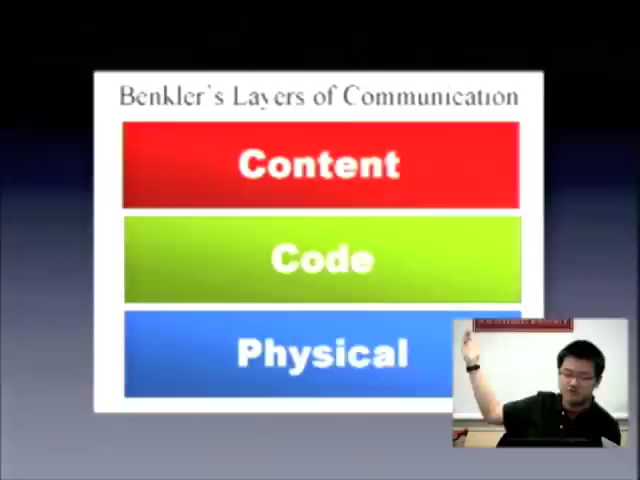 Benkler's Layers of Communication
Content
Code
Physical